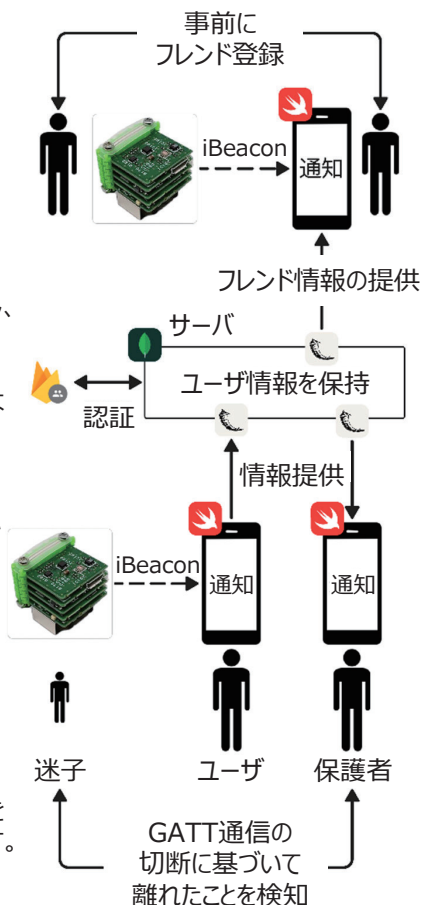 事前に
フレンド登録
iBeacon
通知
フレンド情報の提供
サーバ
ユーザ情報を保持
認証
情報提供
iBeacon
通知
通知
迷子
ユーザ
保護者
GATT通信の
切断に基づいて
離れたことを検知